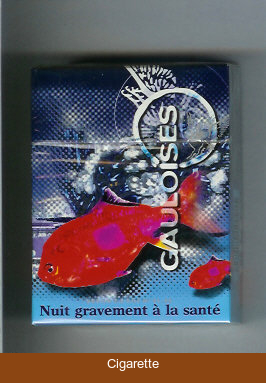 GAULOISES
Nuit gravement à la santé
Cigarette